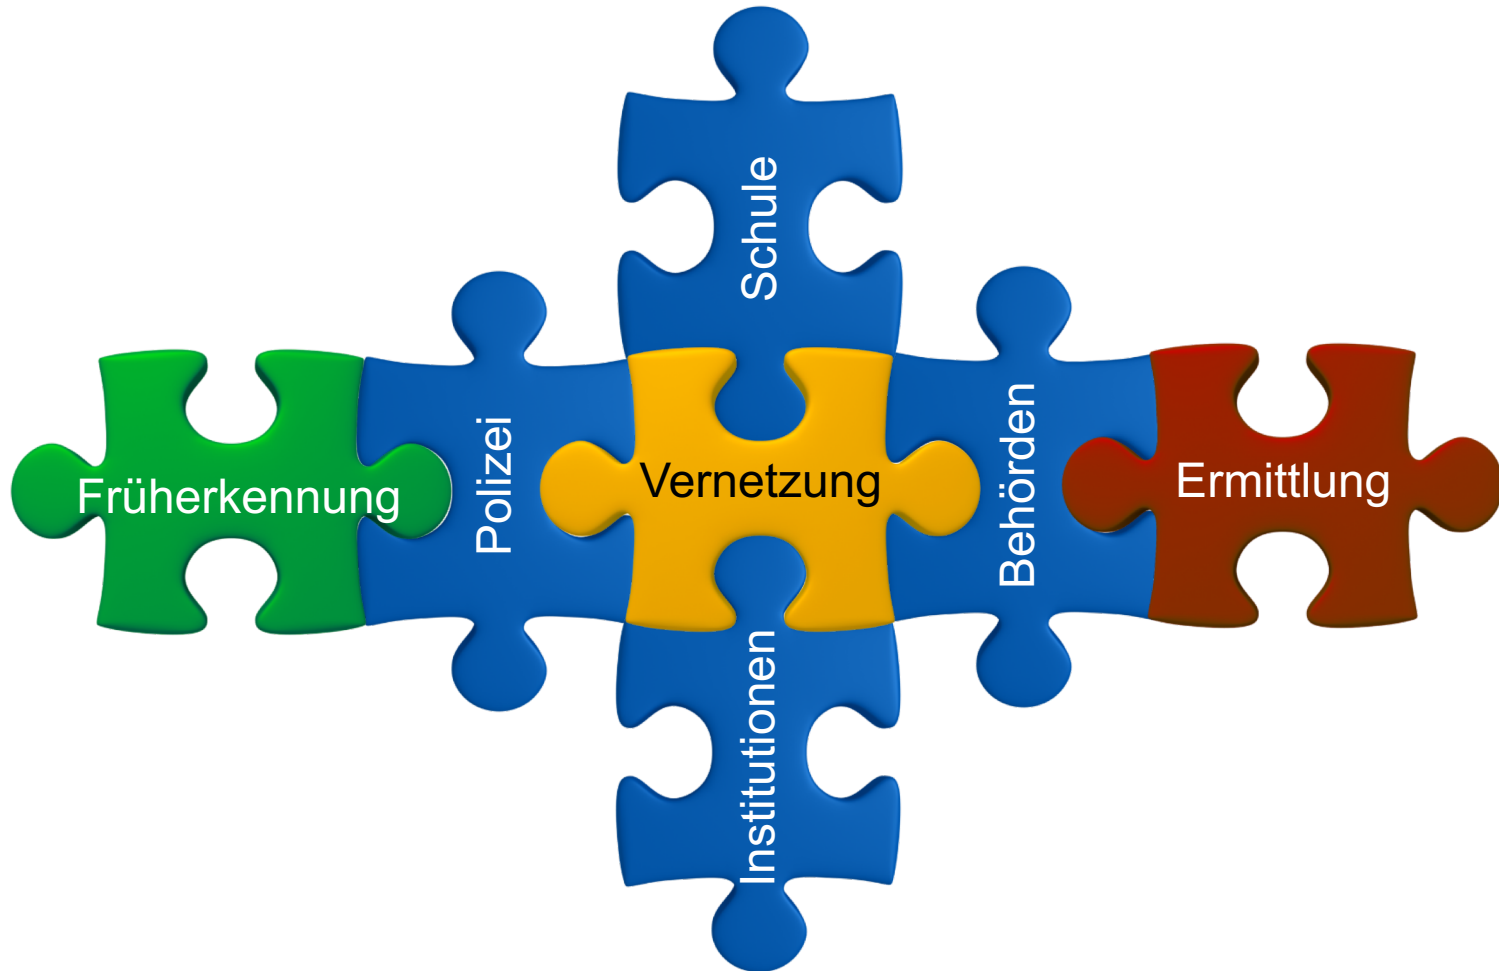 Schule
Früherkennung
Polizei
Vernetzung
Behörden
Ermittlung
Institutionen